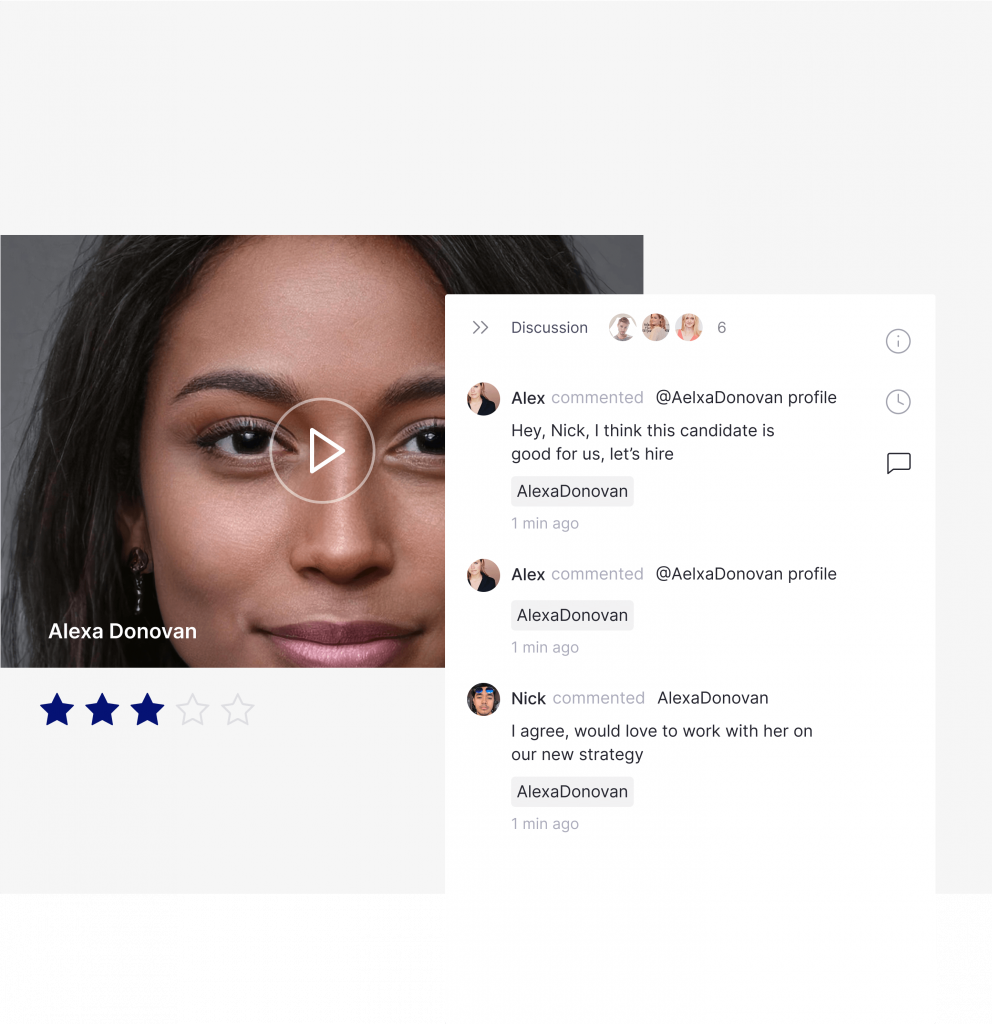 Discussion 6
Alex commented @AelxaDonovan profile
Hey, Nick, I think this candidate is
good for us, let’s hire
AlexaDonovan
1 min ago
Alex commented @AelxaDonovan profile
AlexaDonovan
1 min ago
Alexa Donovan
Nick commented AlexaDonovan
I agree, would love to work with her on
our new strategy
AlexaDonovan
1 min ago